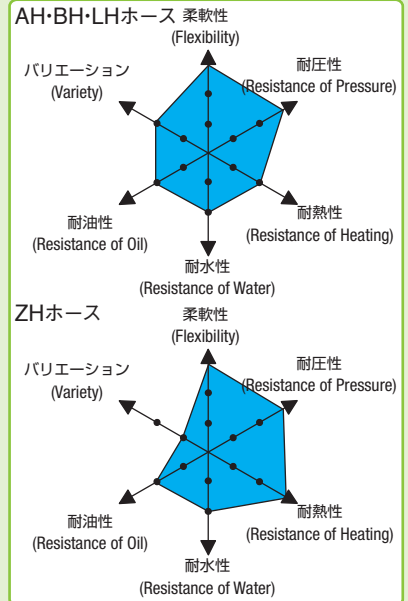 AH・BH・LHホース
柔軟性
(Flexibility)
バリエーション
(Variety)
耐圧性
(Resistance of Pressure)
耐油性
(Resistance of Oil)
耐熱性
(Resistance of Heating)
耐水性
(Resistance of Water)
ZHホース
柔軟性
(Flexibility)
バリエーション
(Variety)
耐圧性
(Resistance of Pressure)
耐油性
(Resistance of Oil)
耐熱性
(Resistance of Heating)
耐水性
(Resistance of Water)